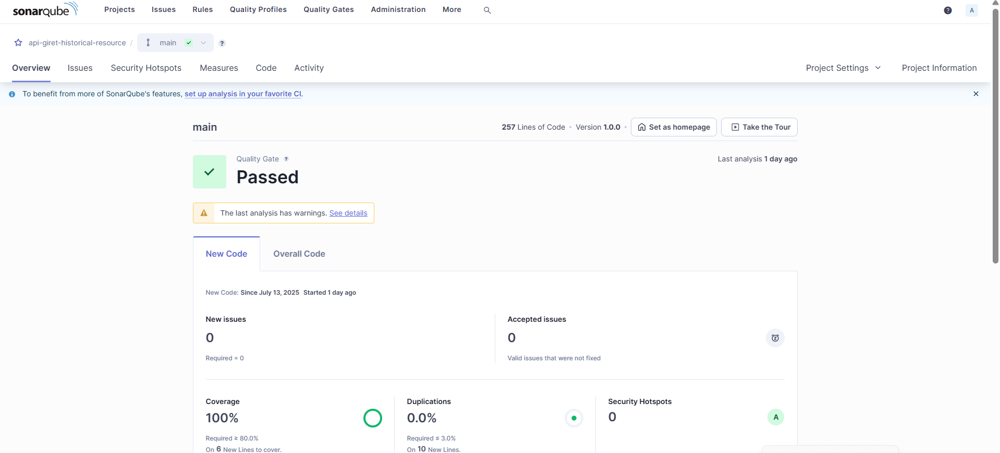 sonarqube Projects Issues Rules Quality Profiles Quality Gates Administration More ? A
api-giret-historical-resource / main ?
Overview Issues Security Hotspots Measures Code Activity Project Settings Project Information
To benefit from more of SonarQube's features, set up analysis in your favorite CI.
main 257 Lines of Code • Version 1.0.0 • Set as homepage Take the Tour
Quality Gate ? Last analysis 1 day ago
Passed
The last analysis has warnings. See details
New Code Overall Code
New Code: Since July 13, 2025 Started 1 day ago
New issues Accepted issues
0 0
Required = 0 Valid issues that were not fixed
Coverage Duplications Security Hotspots
100% 0.0% 0 A
Required ≥ 80.0% Required ≤ 3.0%
On 6 New Lines to cover. On 10 New Lines.